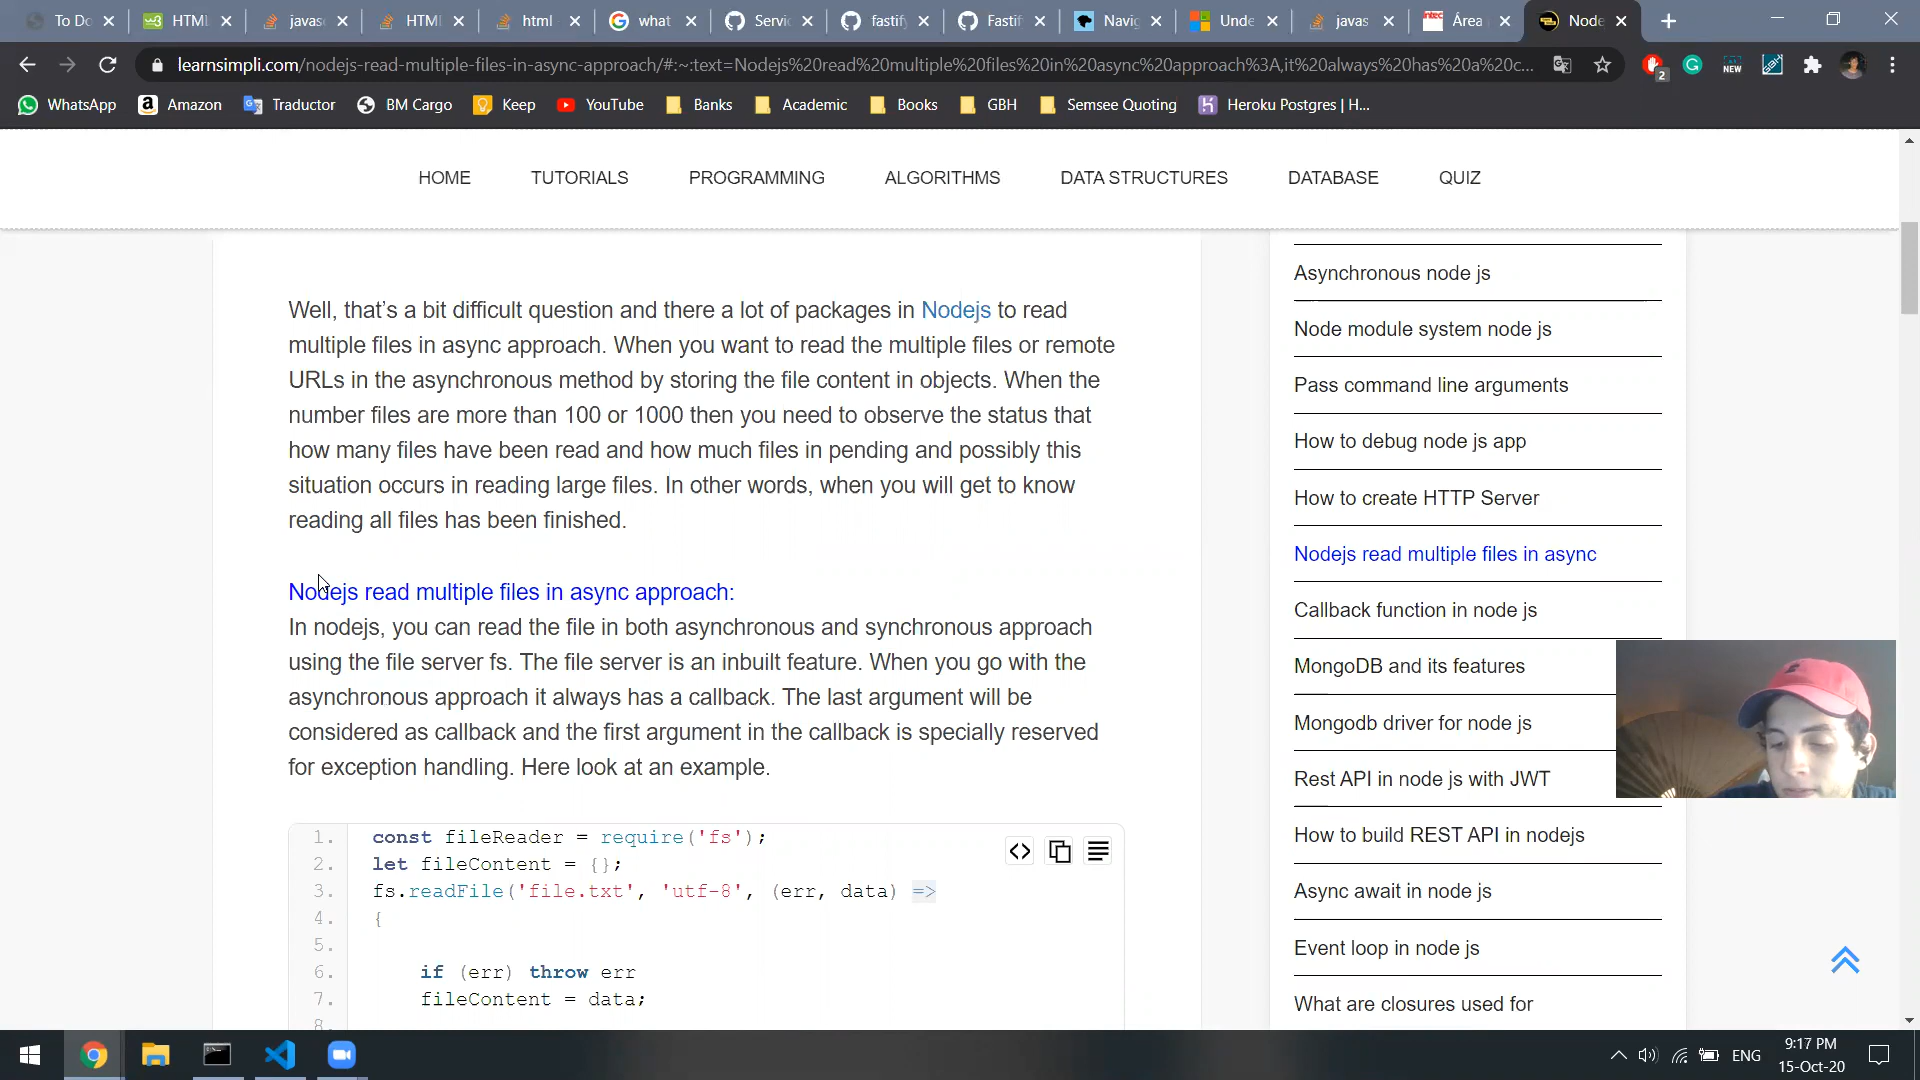 To Do
HTML
javas
HTML
html
what
Servic
fastify
Fastif
Navig
Unde
javas
Área
Node
learnsimpli.com/nodejs-read-multiple-files-in-async-approach/#:~:text=Nodejs%20read%20multiple%20files%20in%20async%20approach%3A,it%20always%20has%20a%20c...
2
NEW
WhatsApp
Amazon
Traductor
BM Cargo
Keep
YouTube
Banks
Academic
Books
GBH
Semsee Quoting
Heroku Postgres | H...
HOME
TUTORIALS
PROGRAMMING
ALGORITHMS
DATA STRUCTURES
DATABASE
QUIZ
Well, that’s a bit difficult question and there a lot of packages in Nodejs to read
multiple files in async approach. When you want to read the multiple files or remote
URLs in the asynchronous method by storing the file content in objects. When the
number files are more than 100 or 1000 then you need to observe the status that
how many files have been read and how much files in pending and possibly this
situation occurs in reading large files. In other words, when you will get to know
reading all files has been finished.
Nodejs read multiple files in async approach:
In nodejs, you can read the file in both asynchronous and synchronous approach
using the file server fs. The file server is an inbuilt feature. When you go with the
asynchronous approach it always has a callback. The last argument will be
considered as callback and the first argument in the callback is specially reserved
for exception handling. Here look at an example.
1. const fileReader = require('fs');
2. let fileContent = {};
3. fs.readFile('file.txt', 'utf-8', (err, data) =>
4. {
5.
6. if (err) throw err
7. fileContent = data;
8.
Asynchronous node js
Node module system node js
Pass command line arguments
How to debug node js app
How to create HTTP Server
Nodejs read multiple files in async
Callback function in node js
MongoDB and its features
Mongodb driver for node js
Rest API in node js with JWT
How to build REST API in nodejs
Async await in node js
Event loop in node js
What are closures used for
ENG
9:17 PM
15-Oct-20